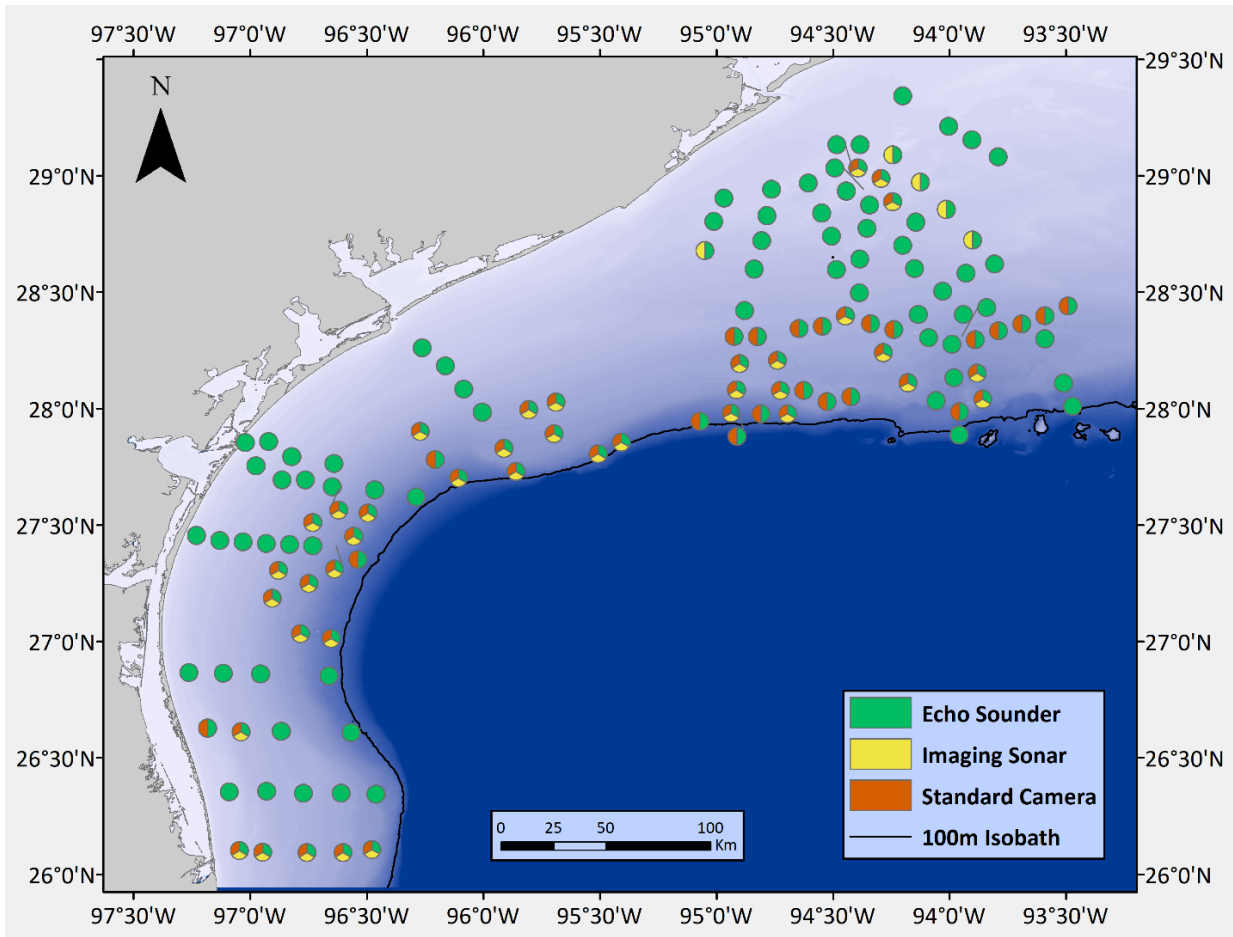 97°30'W 97°0'W 96°30'W 96°0'W 95°30'W 95°0'W 94°30'W 94°0'W 93°30'W
29°30'N
N
29°0'N 29°0'N
28°30'N 28°30'N
28°0'N 28°0'N
27°30'N 27°30'N
27°0'N 27°0'N
26°30'N 26°30'N
26°0'N 26°0'N
Echo Sounder
Imaging Sonar
Standard Camera
100m Isobath
0 25 50 100
Km
97°30'W 97°0'W 96°30'W 96°0'W 95°30'W 95°0'W 94°30'W 94°0'W 93°30'W